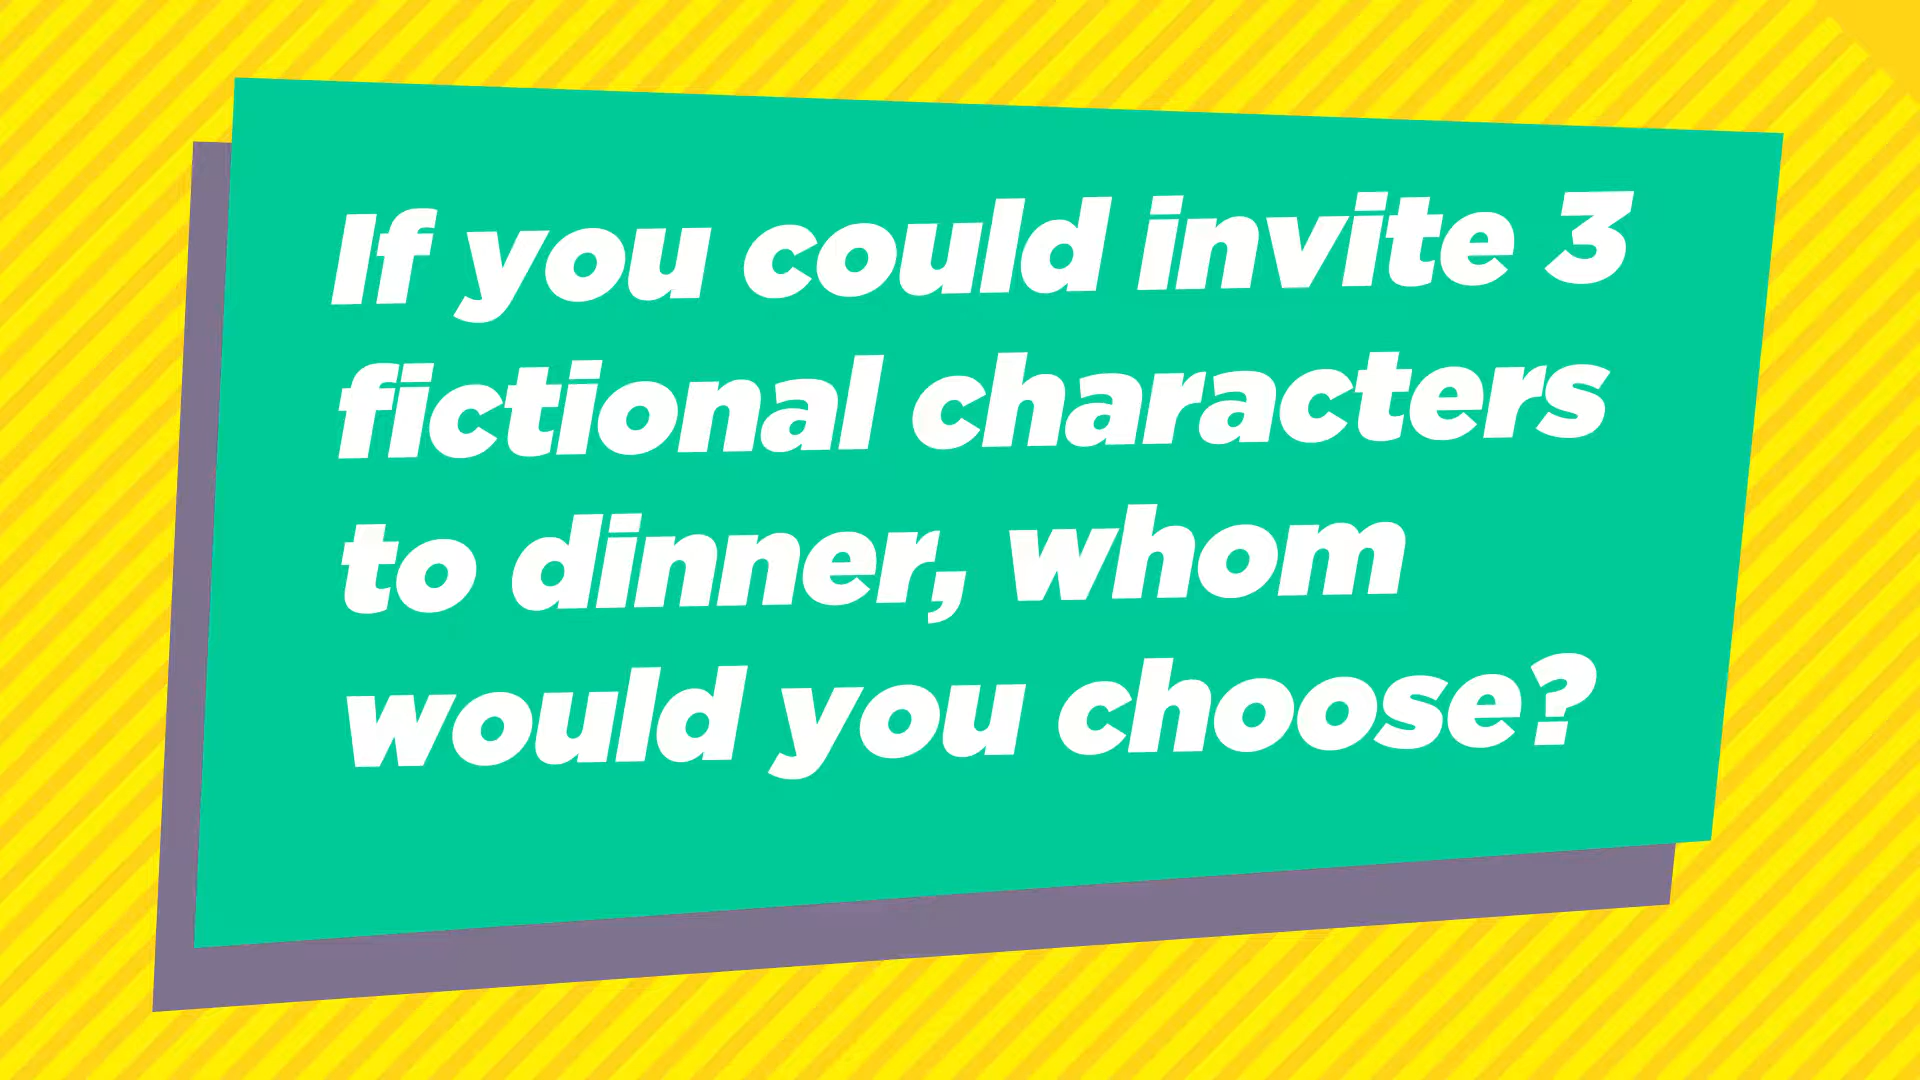 If you could invite 3
fictional characters
to dinner, whom
would you choose?